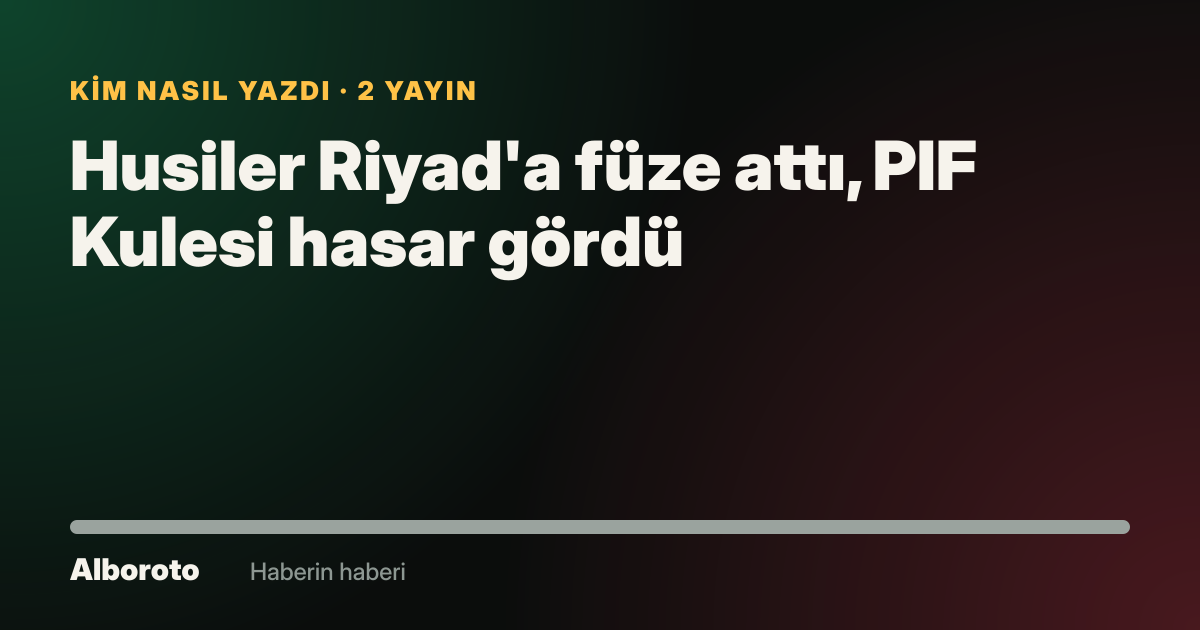 KİM NASIL YAZDI · 2 YAYIN
Husiler Riyad'a füze attı, PIF
Kulesi hasar gördü
Alboroto Haberin haberi